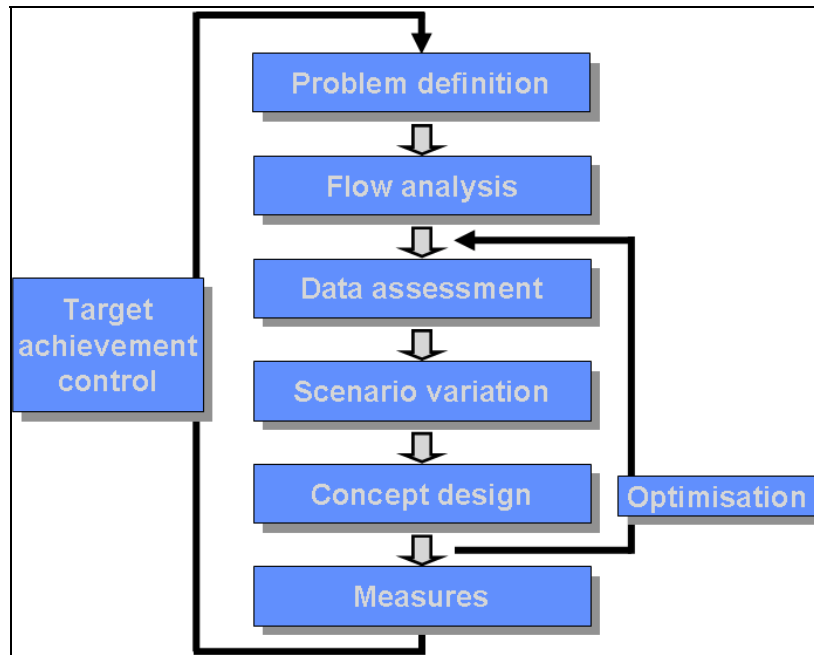 Problem definition
Flow analysis
Data assessment
Target
achievement
control
Scenario variation
Concept design
Optimisation
Measures